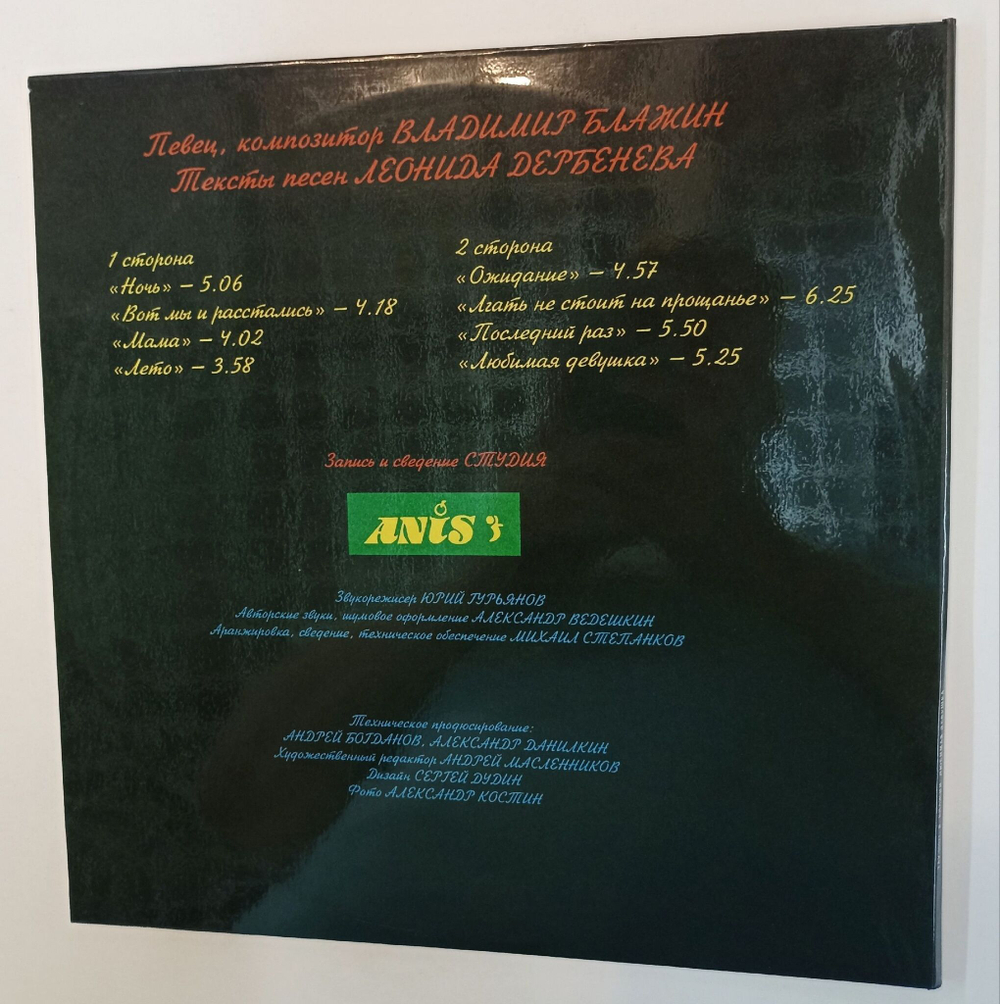 Певец, композитор ВЛАДИМИР БЛАЖИН
Тексты песен ЛЕОНИДА ДЕРБЕНЕВА
1 сторона
«Ночь» — 5.06
«Вот мы и расстались» — 4.18
«Мама» — 4.02
«Лето» — 3.58
2 сторона
«Ожидание» — 4.57
«Лгать не стоит на прощанье» — 6.25
«Последний раз» — 5.50
«Любимая девушка» — 5.25
Запись и сведение СТУДИЯ
ANIS
Звукорежисер ЮРИЙ ГУРЬЯНОВ
Авторские звуки, шумовое оформление АЛЕКСАНДР ВЕДЕШКИН
Аранжировка, сведение, техническое обеспечение МИХАИЛ СТЕПАНКОВ
Техническое продюсирование:
АНДРЕЙ БОГДАНОВ, АЛЕКСАНДР ДАНИЛКИН
Художественный редактор АНДРЕЙ МАСЛЕННИКОВ
Дизайн СЕРГЕЙ ДУДИН
Фото АЛЕКСАНДР КОСТИН